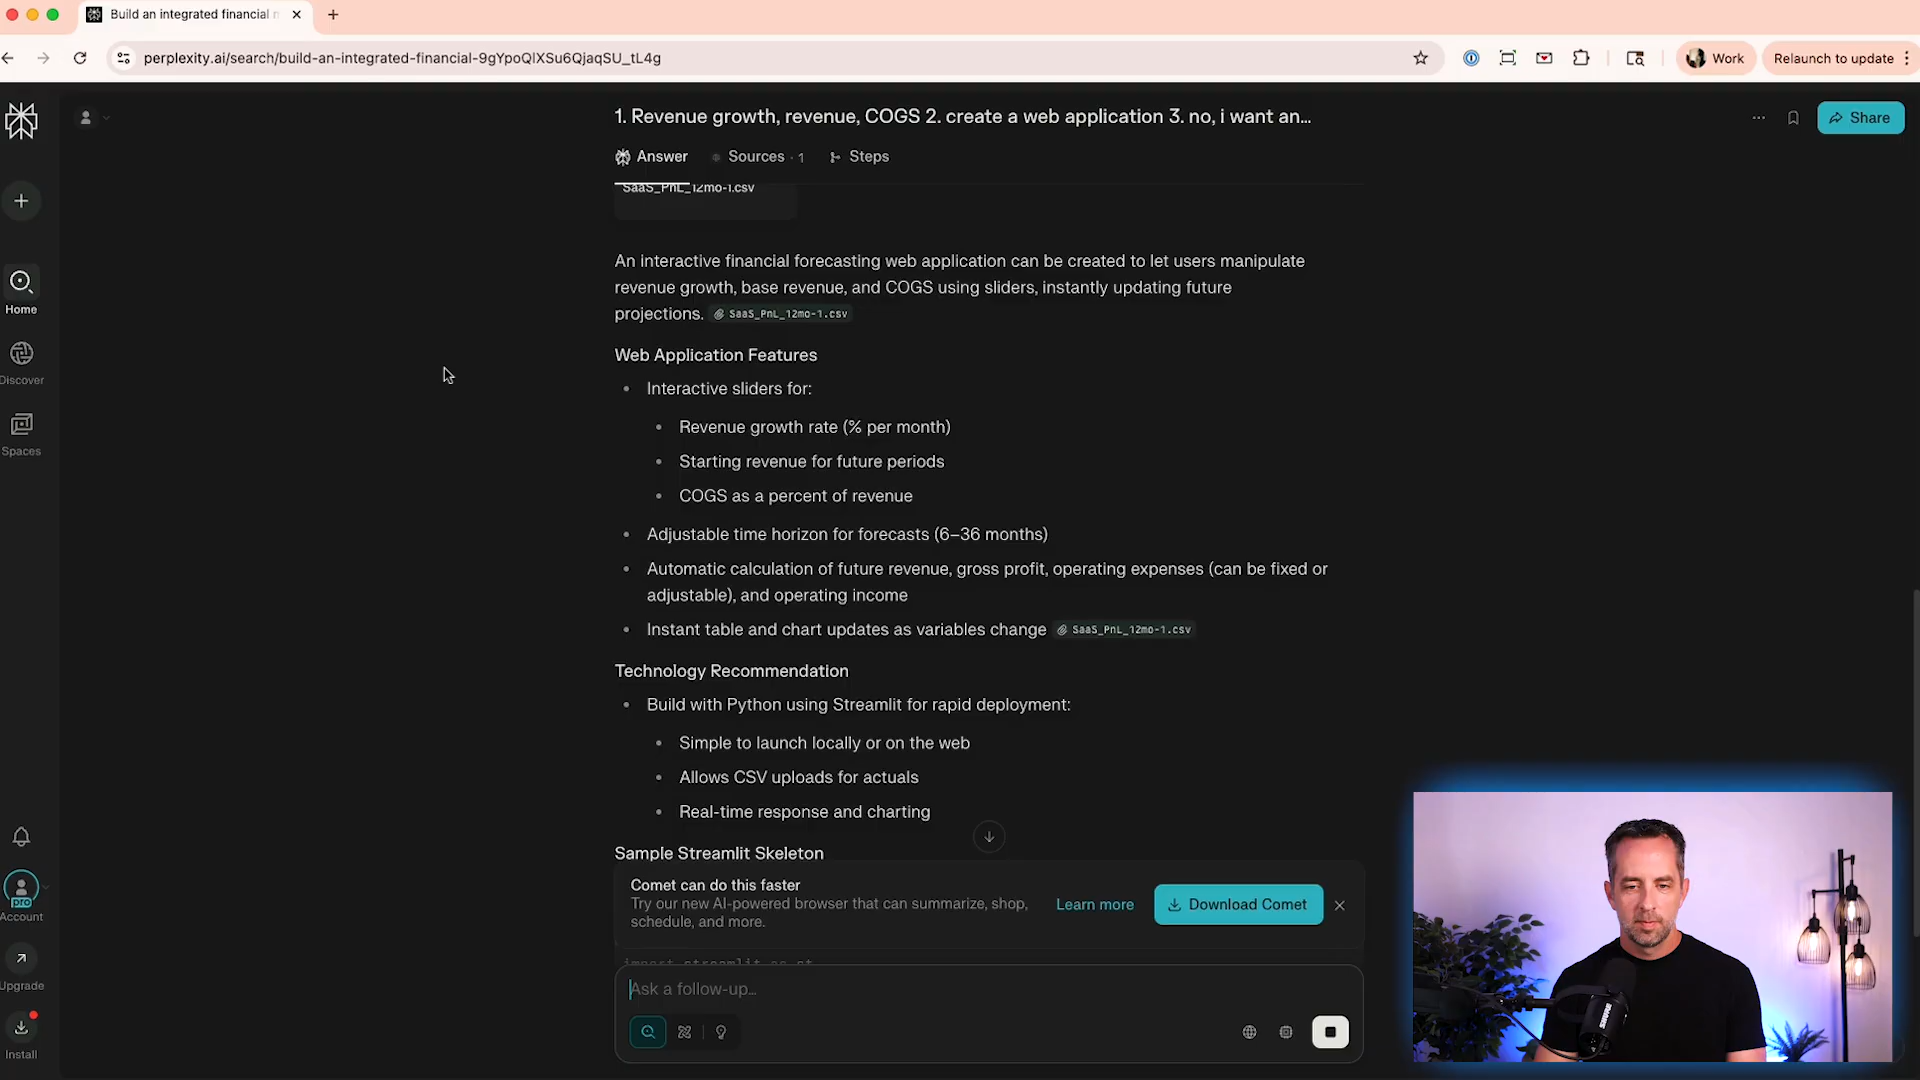 Build an integrated financial
perplexity.ai/search/build-an-integrated-financial-9gYpoQlXSu6QjaqSU_tL4g
Work
Relaunch to update
1. Revenue growth, revenue, COGS 2. create a web application 3. no, i want an...
Share
Answer
Sources · 1
Steps
SaaS_PnL_12mo-1.csv
An interactive financial forecasting web application can be created to let users manipulate
revenue growth, base revenue, and COGS using sliders, instantly updating future
projections. SaaS_PnL_12mo-1.csv
Web Application Features
• Interactive sliders for:
• Revenue growth rate (% per month)
• Starting revenue for future periods
• COGS as a percent of revenue
• Adjustable time horizon for forecasts (6–36 months)
• Automatic calculation of future revenue, gross profit, operating expenses (can be fixed or
adjustable), and operating income
• Instant table and chart updates as variables change SaaS_PnL_12mo-1.csv
Technology Recommendation
• Build with Python using Streamlit for rapid deployment:
• Simple to launch locally or on the web
• Allows CSV uploads for actuals
• Real-time response and charting
Sample Streamlit Skeleton
Comet can do this faster
Try our new AI-powered browser that can summarize, shop,
schedule, and more.
Learn more
Download Comet
import streamlit as st
Ask a follow-up...
Home
Discover
Spaces
pro
Account
Upgrade
Install
SHURE